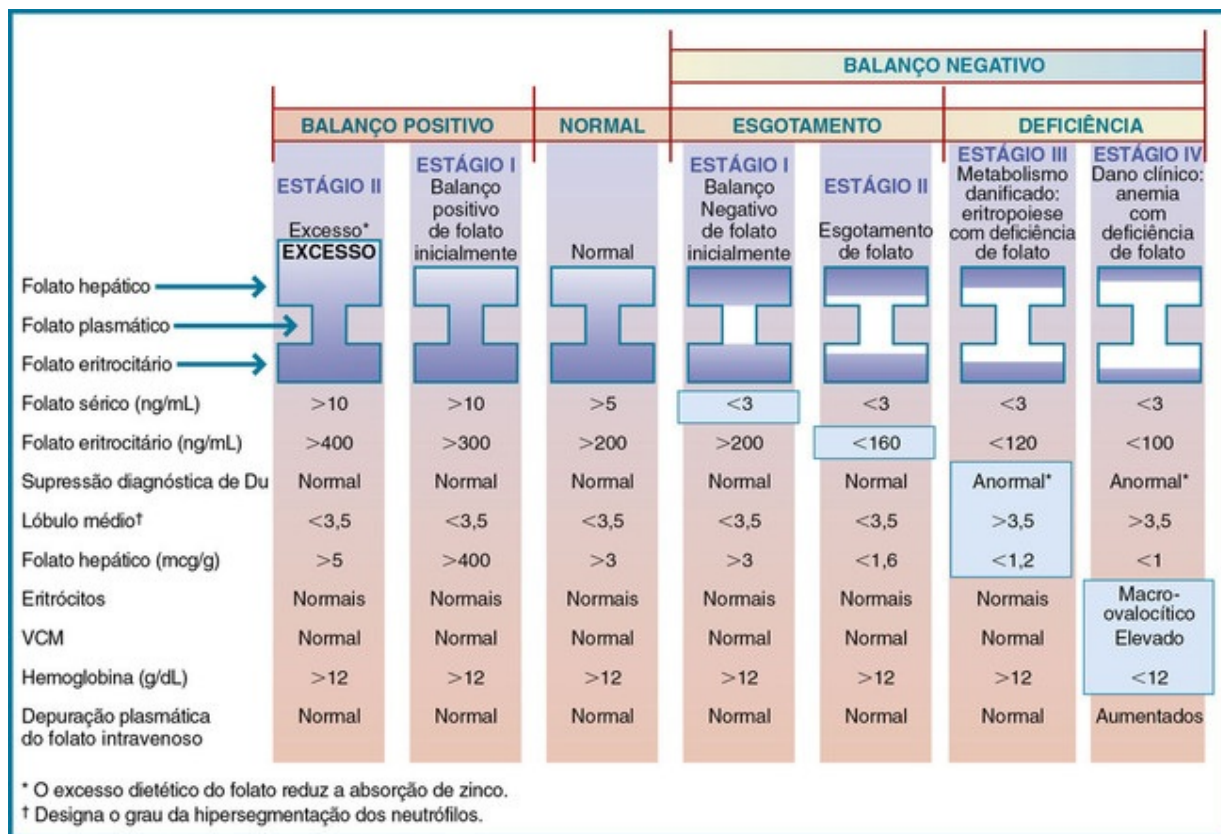 BALANÇO NEGATIVO
BALANÇO POSITIVO NORMAL ESGOTAMENTO DEFICIÊNCIA
ESTÁGIO II
Excesso*
EXCESSO
ESTÁGIO I
Balanço
positivo
de folato
inicialmente
Normal
ESTÁGIO I
Balanço
Negativo
de folato
inicialmente
ESTÁGIO II
Esgotamento
de folato
ESTÁGIO III
Metabolismo
danificado:
eritropoiese
com deficiência
de folato
ESTÁGIO IV
Dano clínico:
anemia
com
deficiência
de folato
Folato hepático
Folato plasmático
Folato eritrocitário
Folato sérico (ng/mL) >10 >10 >5 <3 <3 <3 <3
Folato eritrocitário (ng/mL) >400 >300 >200 >200 <160 <120 <100
Supressão diagnóstica de Du Normal Normal Normal Normal Normal Anormal* Anormal*
Lóbulo médio† <3,5 <3,5 <3,5 <3,5 <3,5 >3,5 >3,5
Folato hepático (mcg/g) >5 >400 >3 >3 <1,6 <1,2 <1
Eritrócitos Normais Normais Normais Normais Normais Normais Macro-
ovalocítico
VCM Normal Normal Normal Normal Normal Normal Elevado
Hemoglobina (g/dL) >12 >12 >12 >12 >12 >12 <12
Depuração plasmática Normal Normal Normal Normal Normal Normal Aumentados
do folato intravenoso
* O excesso dietético do folato reduz a absorção de zinco.
† Designa o grau da hipersegmentação dos neutrófilos.